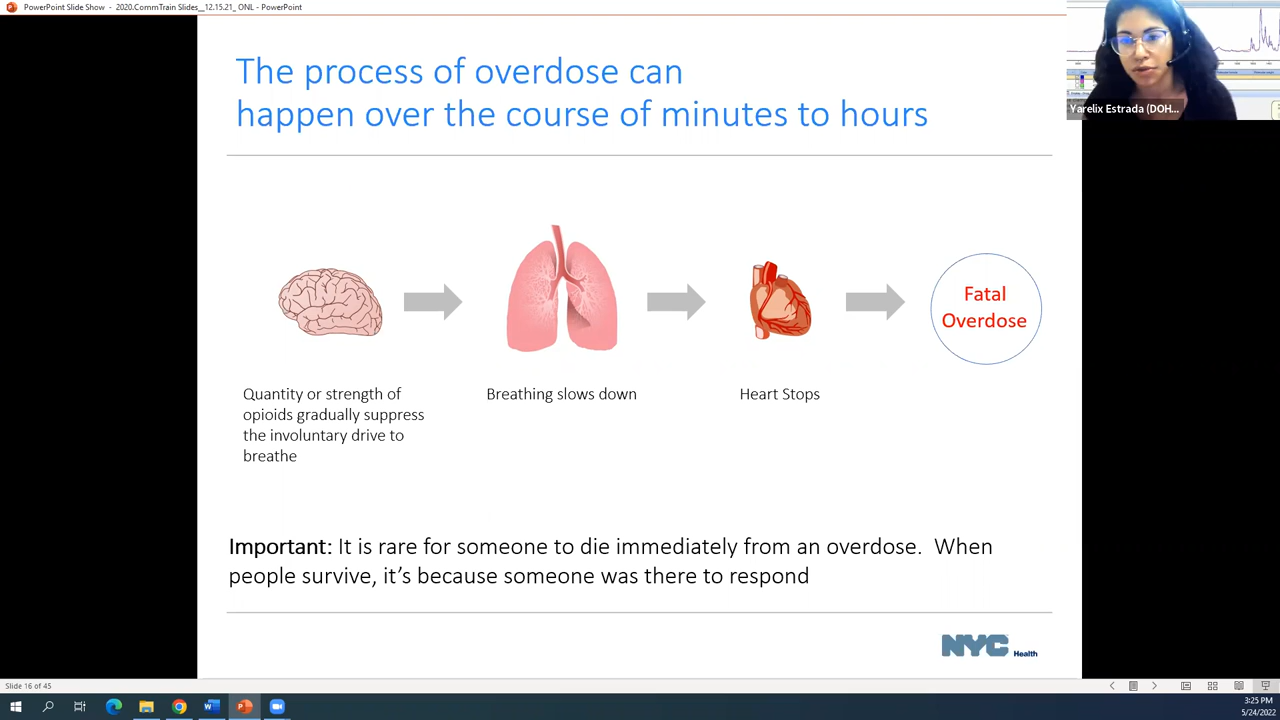 PowerPoint Slide Show - 2020.CommTrain Slides__12.15.21_ ONL - PowerPoint
Yarelix Estrada (DOH...
The process of overdose can
happen over the course of minutes to hours
Fatal
Overdose
Quantity or strength of
opioids gradually suppress
the involuntary drive to
breathe
Breathing slows down
Heart Stops
Important: It is rare for someone to die immediately from an overdose.  When
people survive, it's because someone was there to respond
NYC
Health
Slide 16 of 45
3:25 PM
5/24/2022